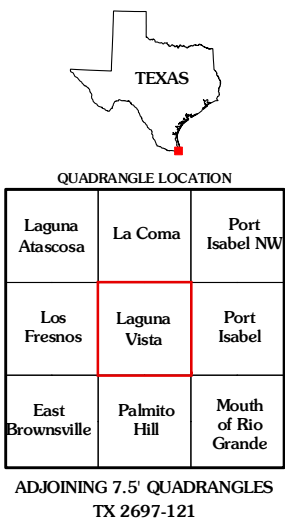 TEXAS
QUADRANGLE LOCATION
Laguna
Atascosa
La Coma
Port
Isabel NW
Los
Fresnos
Laguna
Vista
Port
Isabel
East
Brownsville
Palmito
Hill
Mouth
of Rio
Grande
ADJOINING 7.5' QUADRANGLES
TX 2697-121